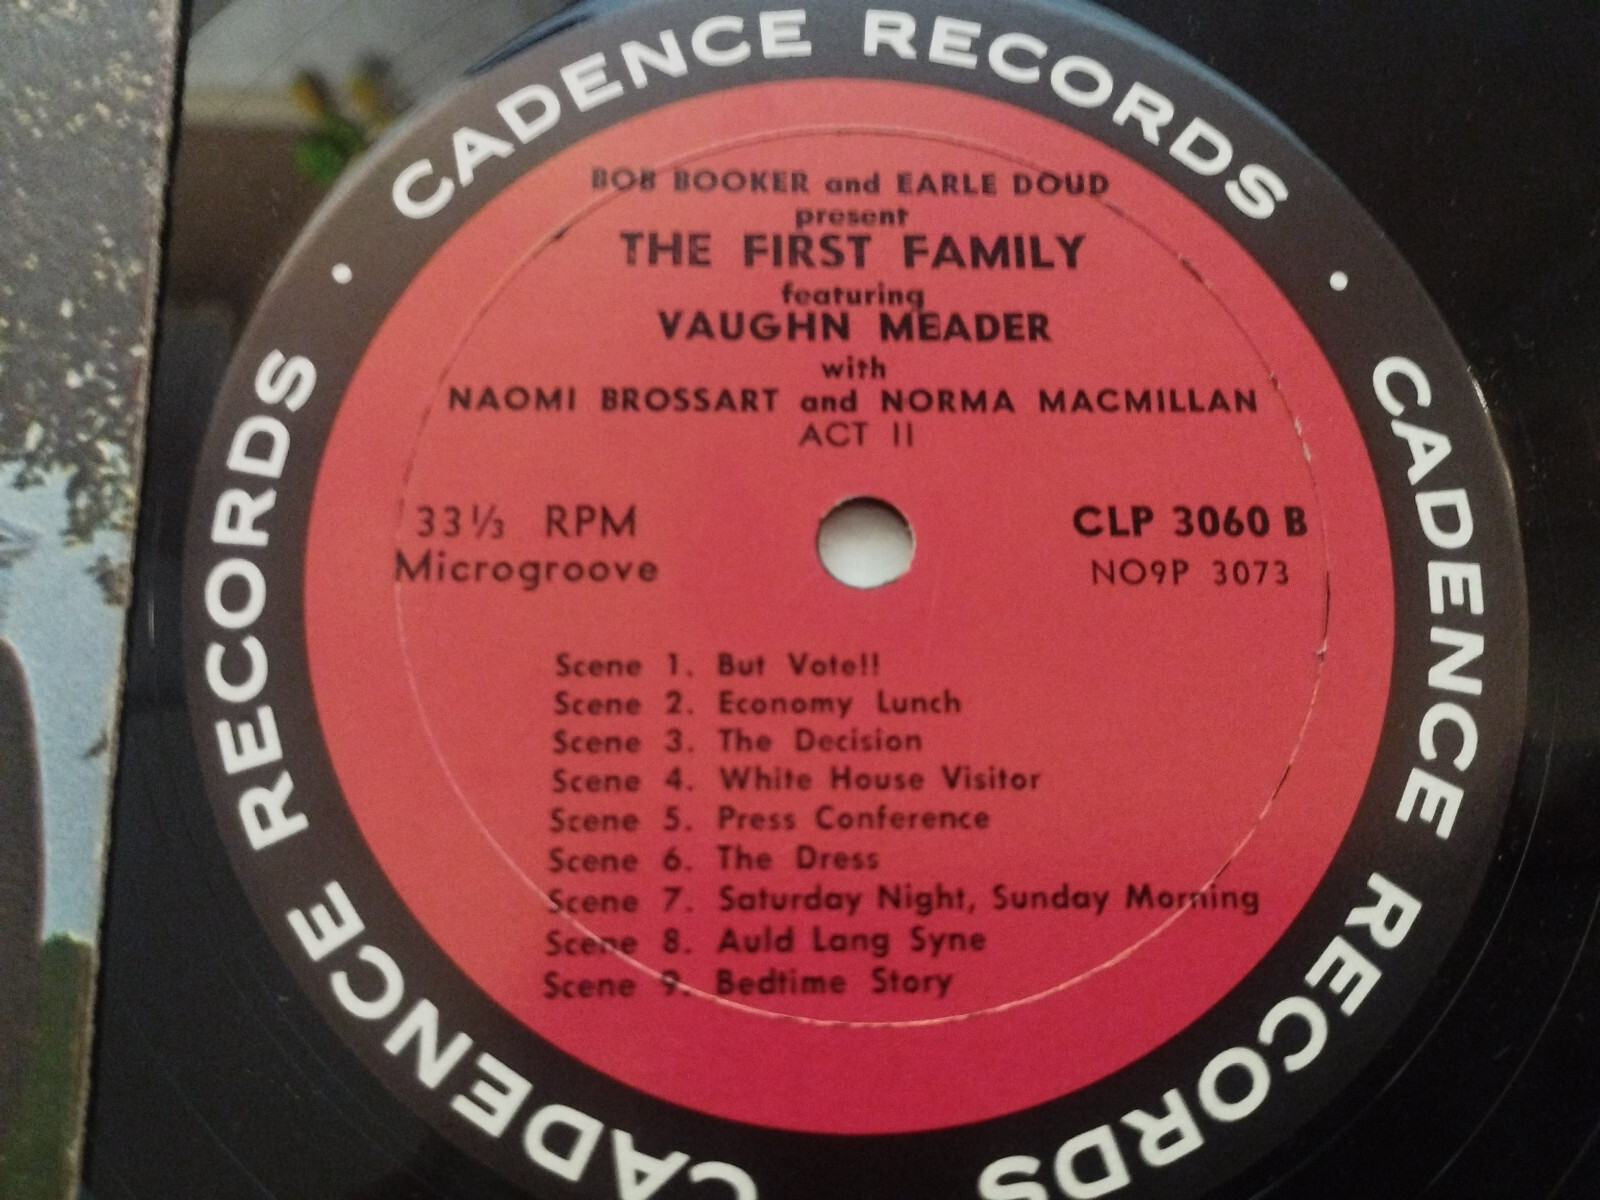 CADENCE RECORDS • CADENCE RECORDS CADENCE RECORDS •
BOB BOOKER and EARLE DOUD
present
THE FIRST FAMILY
featuring
VAUGHN MEADER
with
NAOMI BROSSART and NORMA MACMILLAN
ACT II
33⅓ RPM
Microgroove
CLP 3060 B
NO9P 3073
Scene 1. But Vote!!
Scene 2. Economy Lunch
Scene 3. The Decision
Scene 4. White House Visitor
Scene 5. Press Conference
Scene 6. The Dress
Scene 7. Saturday Night, Sunday Morning
Scene 8. Auld Lang Syne
Scene 9. Bedtime Story